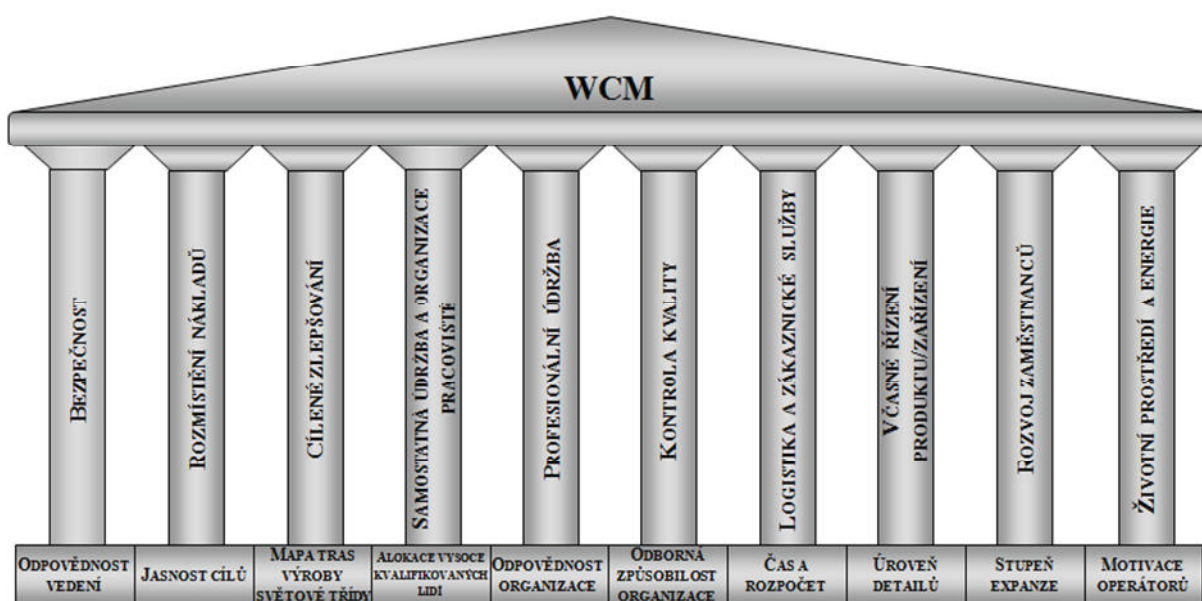 WCM
BEZPEČNOST
ROZMÍSTĚNÍ NÁKLADŮ
CÍLENÉ ZLEPŠOVÁNÍ
SAMOSTATNÁ ÚDRŽBA A ORGANIZACE
PRACOVIŠTĚ
PROFESIONÁLNÍ ÚDRŽBA
KONTROLA KVALITY
LOGISTIKA A ZÁKAZNICKÉ SLUŽBY
VČASNÉ ŘÍZENÍ
PRODUKTU/ZAŘÍZENÍ
ROZVOJ ZAMĚSTNANCŮ
ŽIVOTNÍ PROSTŘEDÍ A ENERGIE
ODPOVĚDNOST
VEDENÍ
JASNOST CÍLŮ
MAPA TRAS
VÝROBY
SVĚTOVÉ TŘÍDY
ALOKACE VYSOCE
KVALIFIKOVANÝCH
LIDÍ
ODPOVĚDNOST
ORGANIZACE
ODBORNÁ
ZPŮSOBILOST
ORGANIZACE
ČAS A
ROZPOČET
ÚROVEŇ
DETAILŮ
STUPEŇ
EXPANZE
MOTIVACE
OPERÁTORŮ